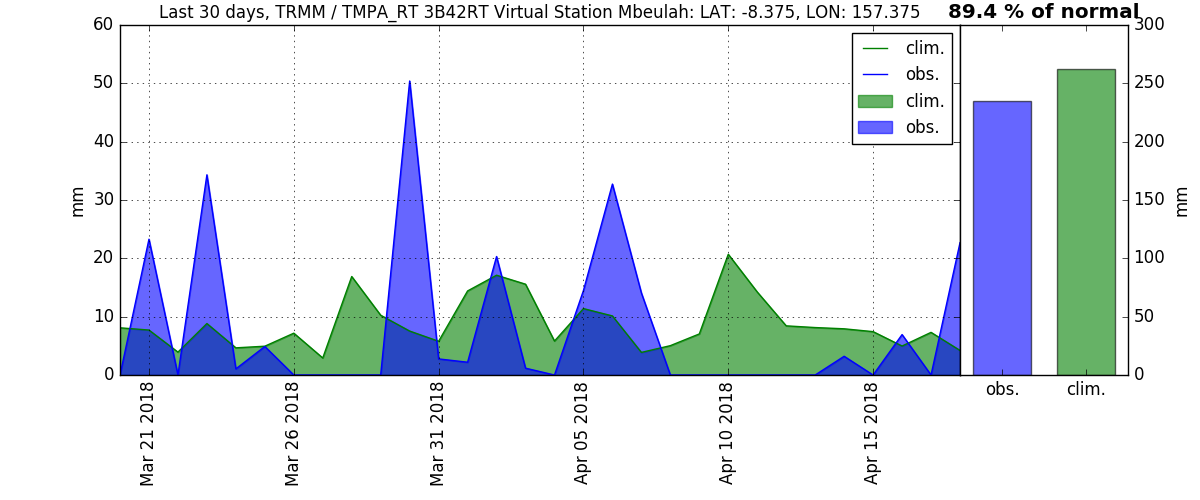 Last 30 days, TRMM / TMPA_RT 3B42RT Virtual Station Mbeulah: LAT: -8.375, LON: 157.375
89.4 % of normal
60
50
40
30
20
10
0
mm
clim.
obs.
clim.
obs.
Mar 21 2018
Mar 26 2018
Mar 31 2018
Apr 05 2018
Apr 10 2018
Apr 15 2018
300
250
200
150
100
50
0
mm
obs.
clim.